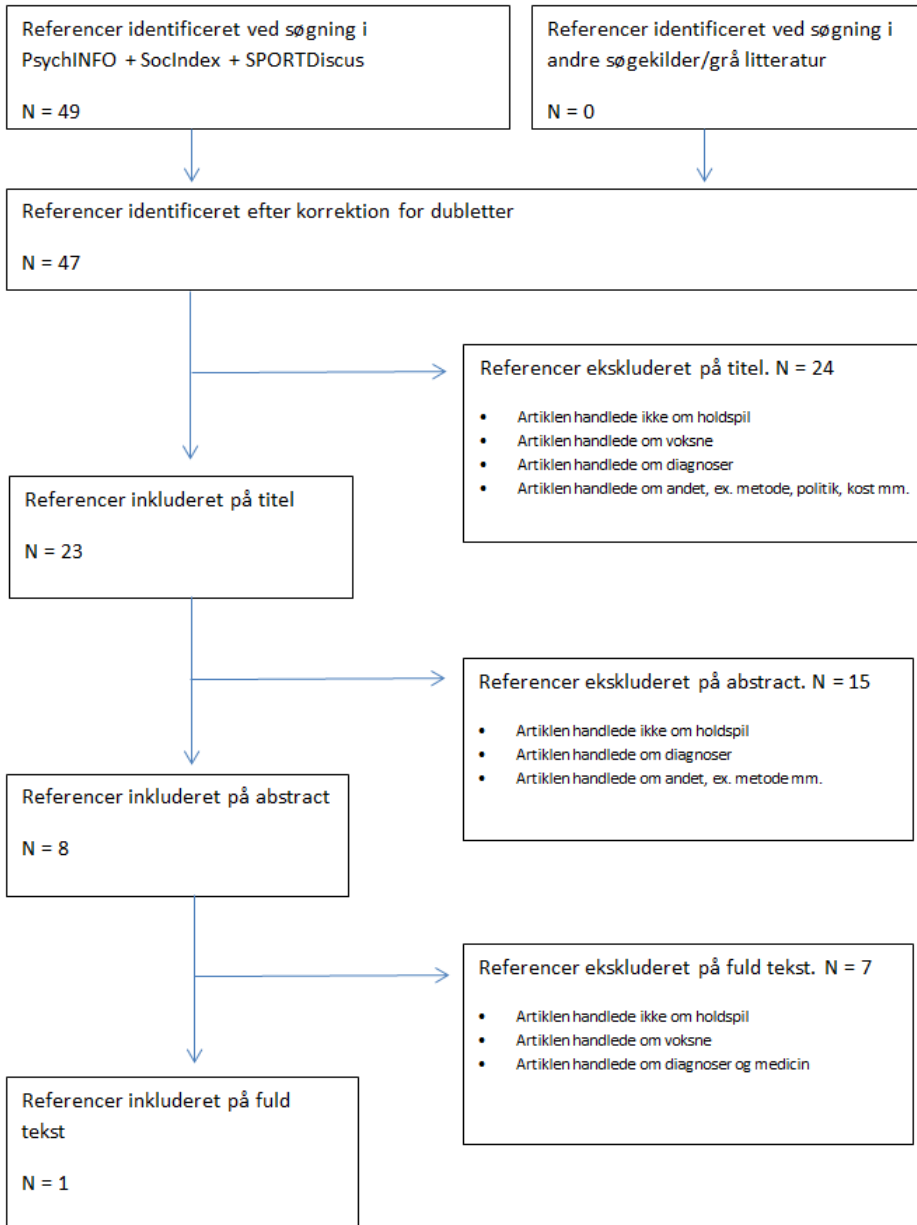 Referencer identificeret ved søgning i
PsychINFO + SocIndex + SPORTDiscus
N = 49
Referencer identificeret ved søgning i
andre søgekilder/grå litteratur
N = 0
Referencer identificeret efter korrektion for dubletter
N = 47
Referencer ekskluderet på titel. N = 24
• Artiklen handlede ikke om holdspil
• Artiklen handlede om voksne
• Artiklen handlede om diagnoser
• Artiklen handlede om andet, ex. metode, politik, kost mm.
Referencer inkluderet på titel
N = 23
Referencer ekskluderet på abstract. N = 15
• Artiklen handlede ikke om holdspil
• Artiklen handlede om diagnoser
• Artiklen handlede om andet, ex. metode mm.
Referencer inkluderet på abstract
N = 8
Referencer ekskluderet på fuld tekst. N = 7
• Artiklen handlede ikke om holdspil
• Artiklen handlede om voksne
• Artiklen handlede om diagnoser og medicin
Referencer inkluderet på fuld
tekst
N = 1